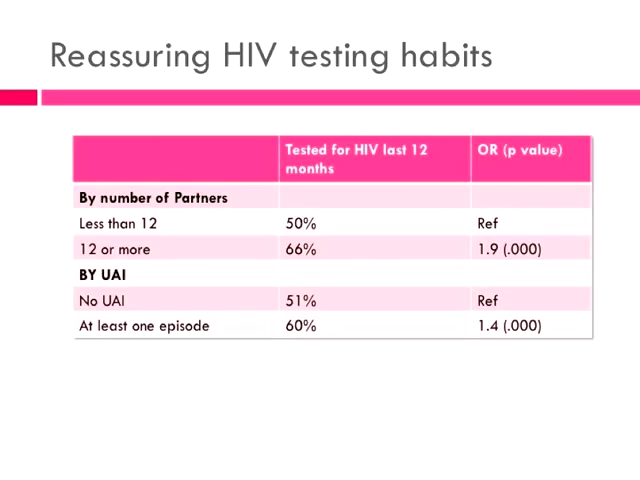 Reassuring HIV testing habits
Tested for HIV last 12 months OR (p value)
By number of Partners
Less than 12 50% Ref
12 or more 66% 1.9 (.000)
BY UAI
No UAI 51% Ref
At least one episode 60% 1.4 (.000)